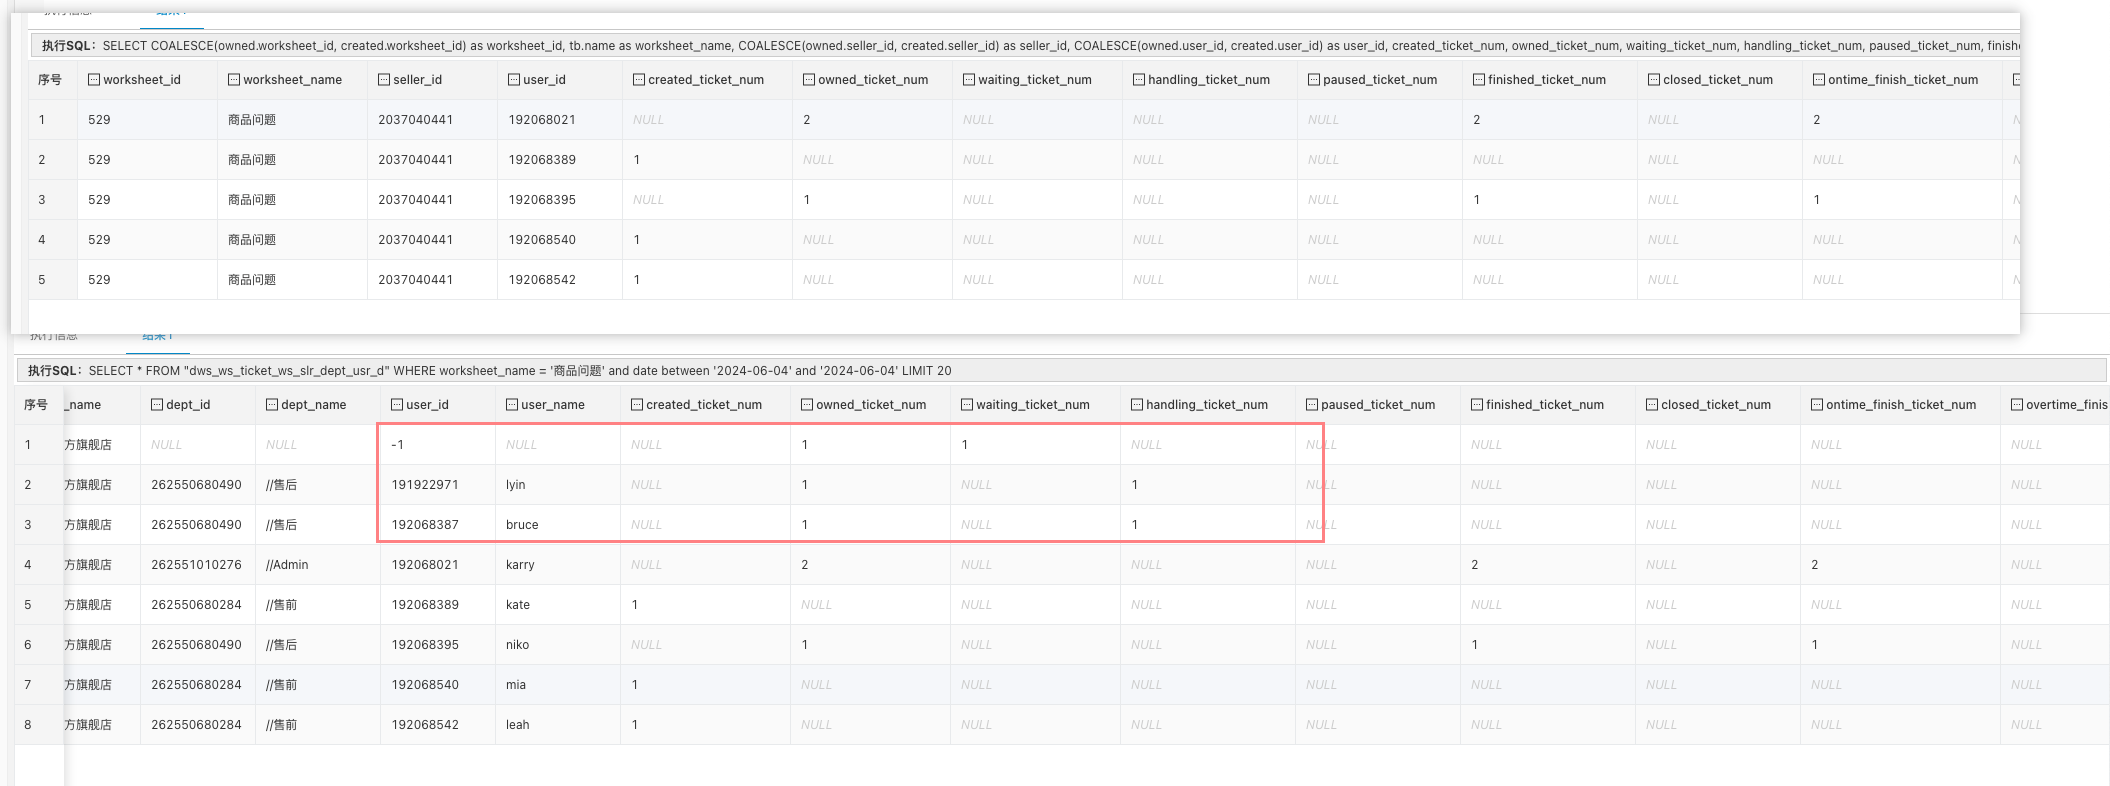 执行SQL：SELECT COALESCE(owned.worksheet_id, created.worksheet_id) as worksheet_id, tb.name as worksheet_name, COALESCE(owned.seller_id, created.seller_id) as seller_id, COALESCE(owned.user_id, created.user_id) as user_id, created_ticket_num, owned_ticket_num, waiting_ticket_num, handling_ticket_num, paused_ticket_num, finishe
序号 worksheet_id worksheet_name seller_id user_id created_ticket_num owned_ticket_num waiting_ticket_num handling_ticket_num paused_ticket_num finished_ticket_num closed_ticket_num ontime_finish_ticket_num
1 529 商品问题 2037040441 192068021 NULL 2 NULL NULL NULL 2 NULL 2
2 529 商品问题 2037040441 192068389 1 NULL NULL NULL NULL NULL NULL NULL
3 529 商品问题 2037040441 192068395 NULL 1 NULL NULL NULL 1 NULL 1
4 529 商品问题 2037040441 192068540 1 NULL NULL NULL NULL NULL NULL NULL
5 529 商品问题 2037040441 192068542 1 NULL NULL NULL NULL NULL NULL NULL
执行信息 结果1
执行SQL：SELECT * FROM "dws_ws_ticket_ws_slr_dept_usr_d" WHERE worksheet_name = '商品问题' and date between '2024-06-04' and '2024-06-04' LIMIT 20
序号 _name dept_id dept_name user_id user_name created_ticket_num owned_ticket_num waiting_ticket_num handling_ticket_num paused_ticket_num finished_ticket_num closed_ticket_num ontime_finish_ticket_num overtime_finis
1 方旗舰店 NULL NULL -1 NULL NULL 1 1 NULL NULL NULL NULL NULL NULL
2 方旗舰店 262550680490 //售后 191922971 lyin NULL 1 NULL 1 NULL NULL NULL NULL NULL
3 方旗舰店 262550680490 //售后 192068387 bruce NULL 1 NULL 1 NULL NULL NULL NULL NULL
4 方旗舰店 262551010276 //Admin 192068021 karry NULL 2 NULL NULL NULL 2 NULL 2 NULL
5 方旗舰店 262550680284 //售前 192068389 kate 1 NULL NULL NULL NULL NULL NULL NULL NULL
6 方旗舰店 262550680490 //售后 192068395 niko NULL 1 NULL NULL NULL 1 NULL 1 NULL
7 方旗舰店 262550680284 //售前 192068540 mia 1 NULL NULL NULL NULL NULL NULL NULL NULL
8 方旗舰店 262550680284 //售前 192068542 leah 1 NULL NULL NULL NULL NULL NULL NULL NULL